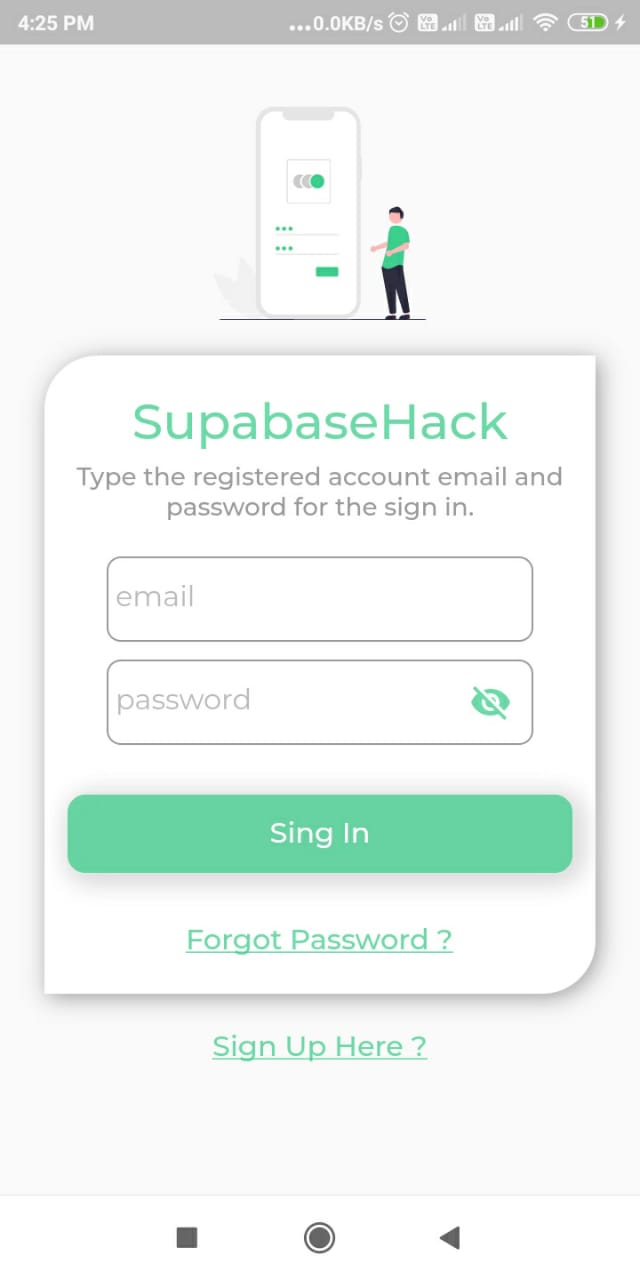 4:25 PM ...0.0KB/s Vo LTE Vo LTE 51
SupabaseHack
Type the registered account email and
password for the sign in.
email
password
Sing In
Forgot Password ?
Sign Up Here ?